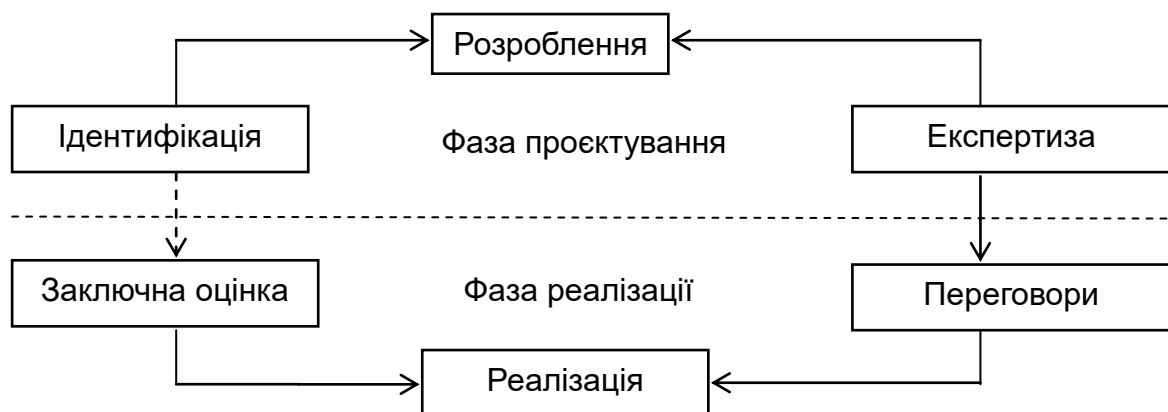 Розроблення
Ідентифікація
Фаза проєктування
Експертиза
Заключна оцінка
Фаза реалізації
Переговори
Реалізація